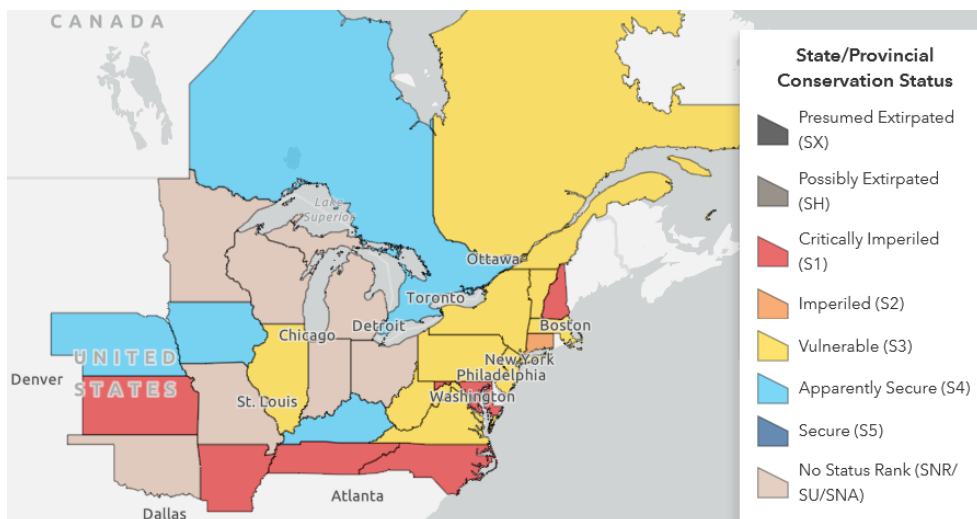 CANADA
Lake
Superior
Ottawa
Toronto
Chicago
Detroit
Boston
UNITED
STATES
New York
Philadelphia
Denver
St. Louis
Washington
Atlanta
Dallas
State/Provincial
Conservation Status
Presumed Extirpated
(SX)
Possibly Extirpated
(SH)
Critically Imperiled
(S1)
Imperiled (S2)
Vulnerable (S3)
Apparently Secure (S4)
Secure (S5)
No Status Rank (SNR/
SU/SNA)